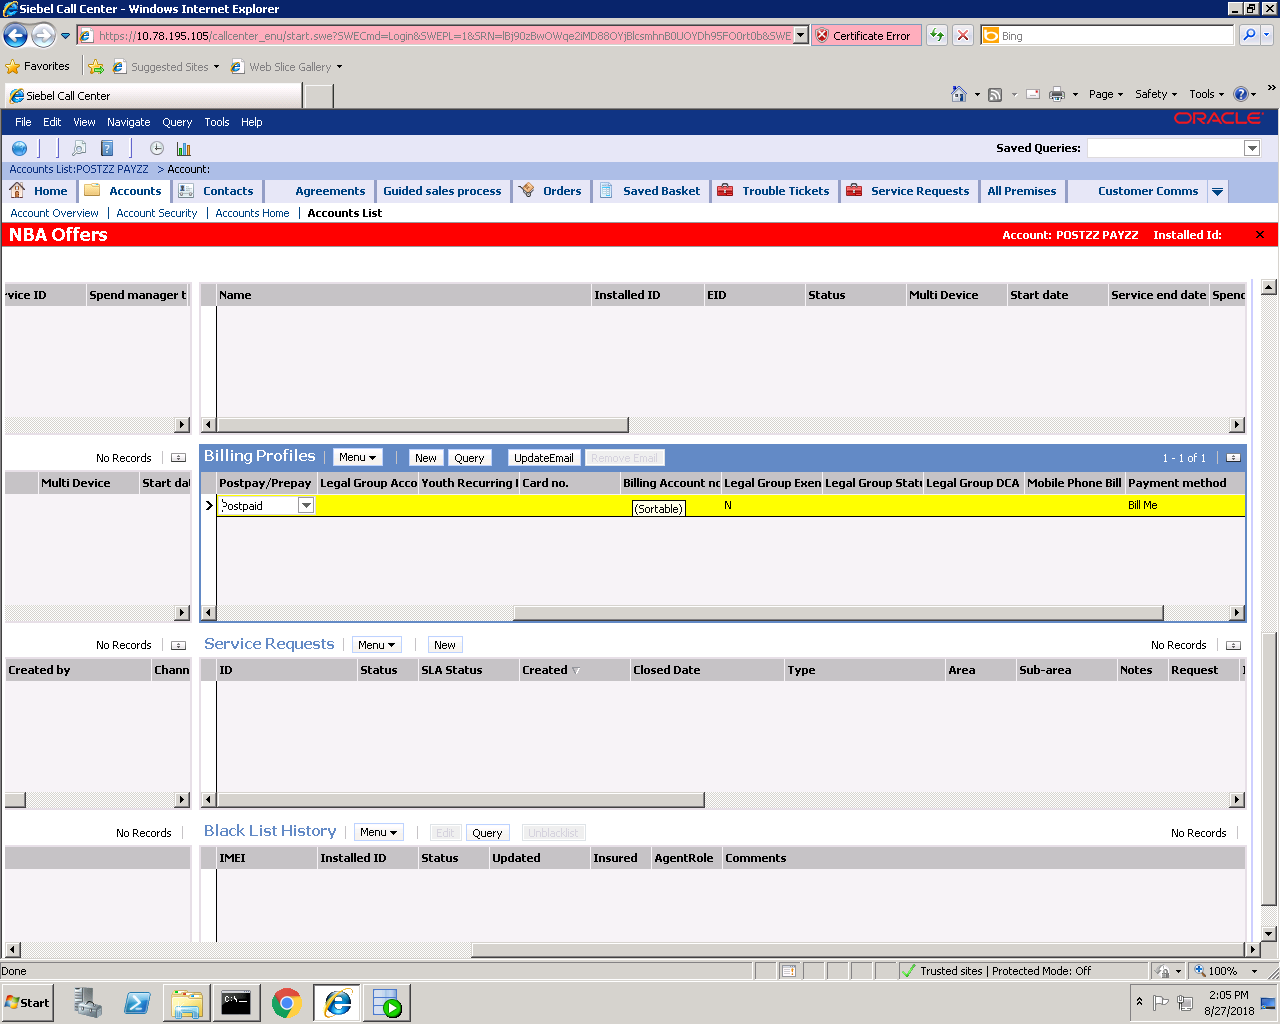 Siebel Call Center - Windows Internet Explorer
https://10.78.195.105/callcenter_enu/start.swe?SWECmd=Login&SWEPL=1&SRN= Certificate Error Bing
Favorites Suggested Sites Web Slice Gallery
Siebel Call Center Page Safety Tools
File Edit View Navigate Query Tools Help ORACLE
Saved Queries:
Accounts List:POSTZZ PAYZZ > Account:
Home Accounts Contacts Agreements Guided sales process Orders Saved Basket Trouble Tickets Service Requests All Premises Customer Comms
Account Overview Account Security Accounts Home Accounts List
NBA Offers Account: POSTZZ PAYZZ Installed Id:
vice ID Spend manager t Name Installed ID EID Status Multi Device Start date Service end date Spend
No Records Billing Profiles Menu New Query UpdateEmail Remove Email 1 - 1 of 1
Multi Device Start dat Postpay/Prepay Legal Group Acco Youth Recurring Card no. Billing Account no Legal Group Exen Legal Group Statu Legal Group DCA Mobile Phone Bill Payment method
Postpaid (Sortable) N Bill Me
No Records Service Requests Menu New No Records
Created by Chann ID Status SLA Status Created Closed Date Type Area Sub-area Notes Request
No Records Black List History Menu Edit Query Unblacklist No Records
IMEI Installed ID Status Updated Insured AgentRole Comments
Done Trusted sites | Protected Mode: Off 100%
Start 2:05 PM
8/27/2018